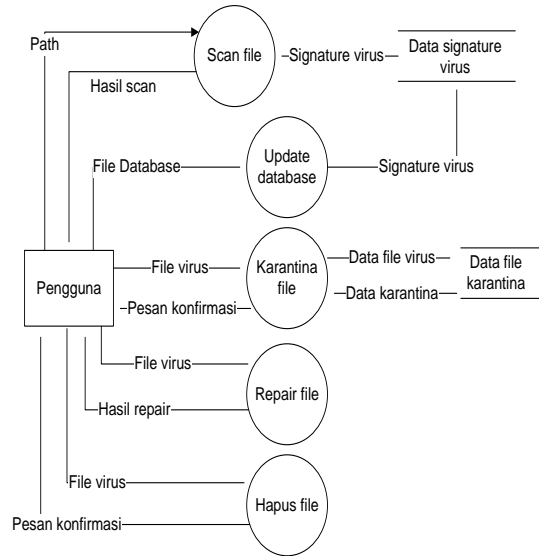 Path
Scan file
Signature virus
Data signature
virus
Hasil scan
File Database
Update
database
Signature virus
Pengguna
File virus
Karantina
file
Data file virus
Data file
karantina
Pesan konfirmasi
Data karantina
File virus
Repair file
Hasil repair
File virus
Hapus file
Pesan konfirmasi